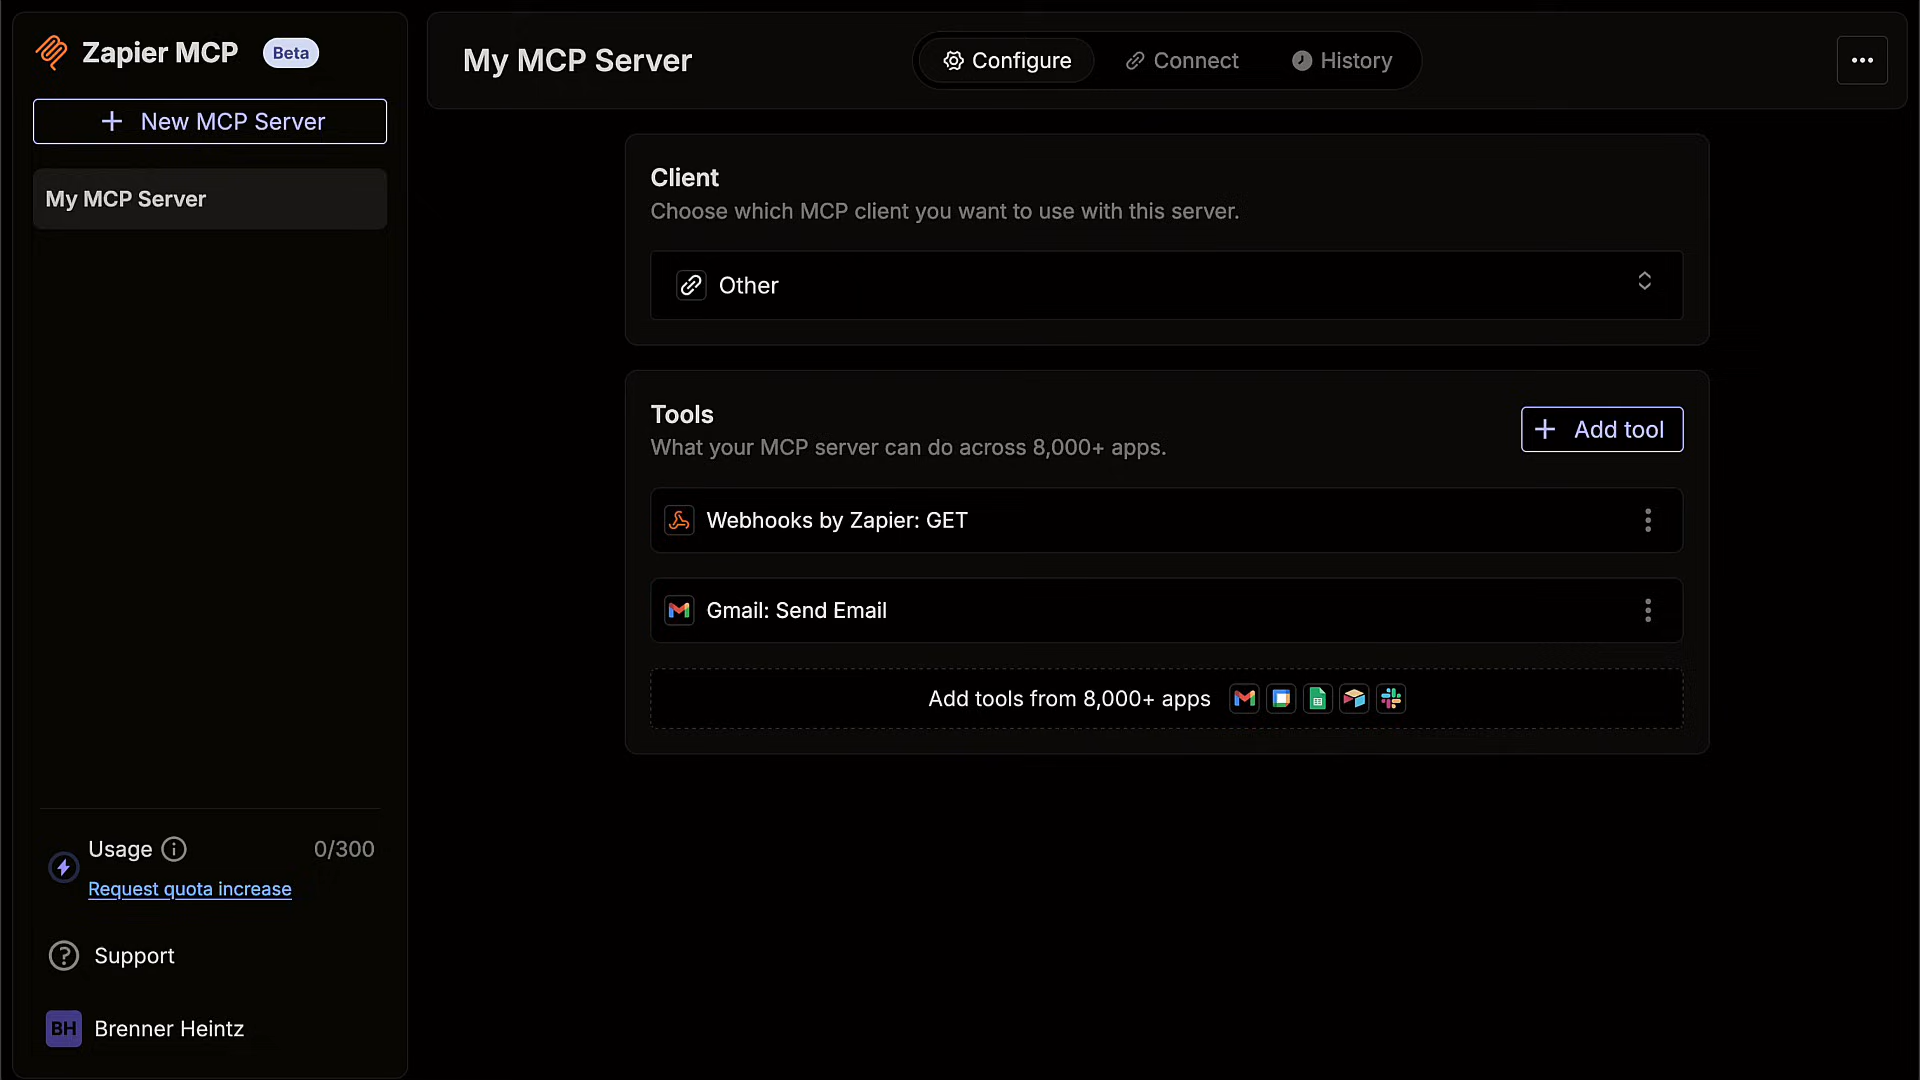 Zapier MCP
Beta
New MCP Server
My MCP Server
Usage
0/300
Request quota increase
Support
BH
Brenner Heintz
My MCP Server
Configure
Connect
History
Client
Choose which MCP client you want to use with this server.
Other
Tools
What your MCP server can do across 8,000+ apps.
Add tool
Webhooks by Zapier: GET
Gmail: Send Email
Add tools from 8,000+ apps